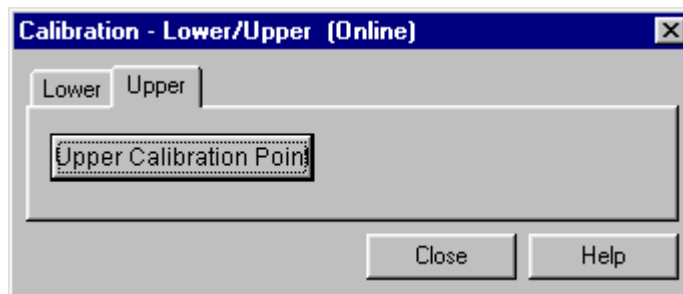 Calibration - Lower/Upper (Online)
Lower Upper
Upper Calibration Poin
Close Help